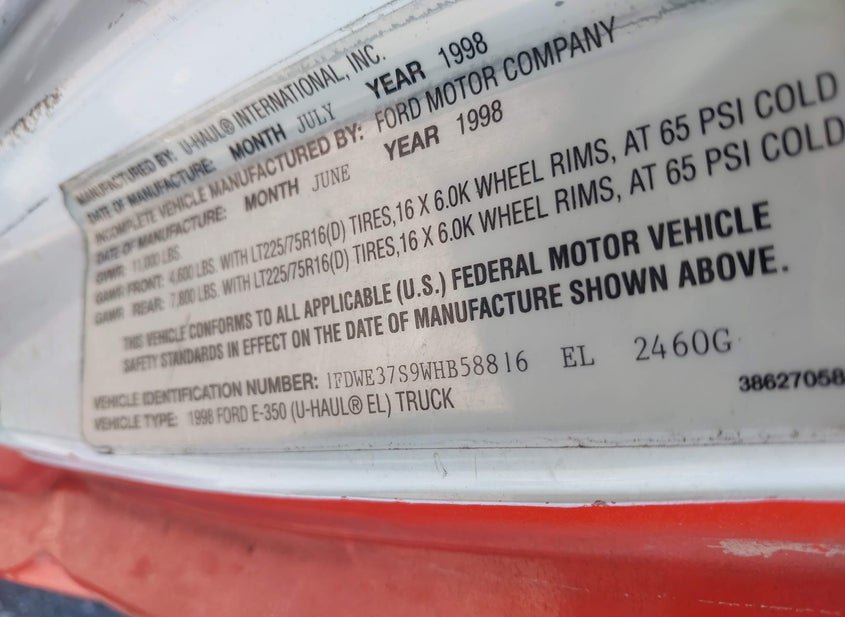 MANUFACTURED BY: U-HAUL® INTERNATIONAL, INC.
DATE OF MANUFACTURE: MONTH JULY YEAR 1998
INCOMPLETE VEHICLE MANUFACTURED BY: FORD MOTOR COMPANY
DATE OF MANUFACTURE: MONTH JUNE YEAR 1998
GVWR: 11,000 LBS.
GAWR: FRONT: 4,600 LBS. WITH LT225/75R16(D) TIRES,16 X 6.0K WHEEL RIMS, AT 65 PSI COLD
GAWR: REAR: 7,800 LBS. WITH LT225/75R16(D) TIRES,16 X 6.0K WHEEL RIMS, AT 65 PSI COLD
THIS VEHICLE CONFORMS TO ALL APPLICABLE (U.S.) FEDERAL MOTOR VEHICLE
SAFETY STANDARDS IN EFFECT ON THE DATE OF MANUFACTURE SHOWN ABOVE.
VEHICLE IDENTIFICATION NUMBER: 1FDWE37S9WHB58816 EL 2460G
VEHICLE TYPE: 1998 FORD E-350 (U-HAUL® EL) TRUCK
38627058